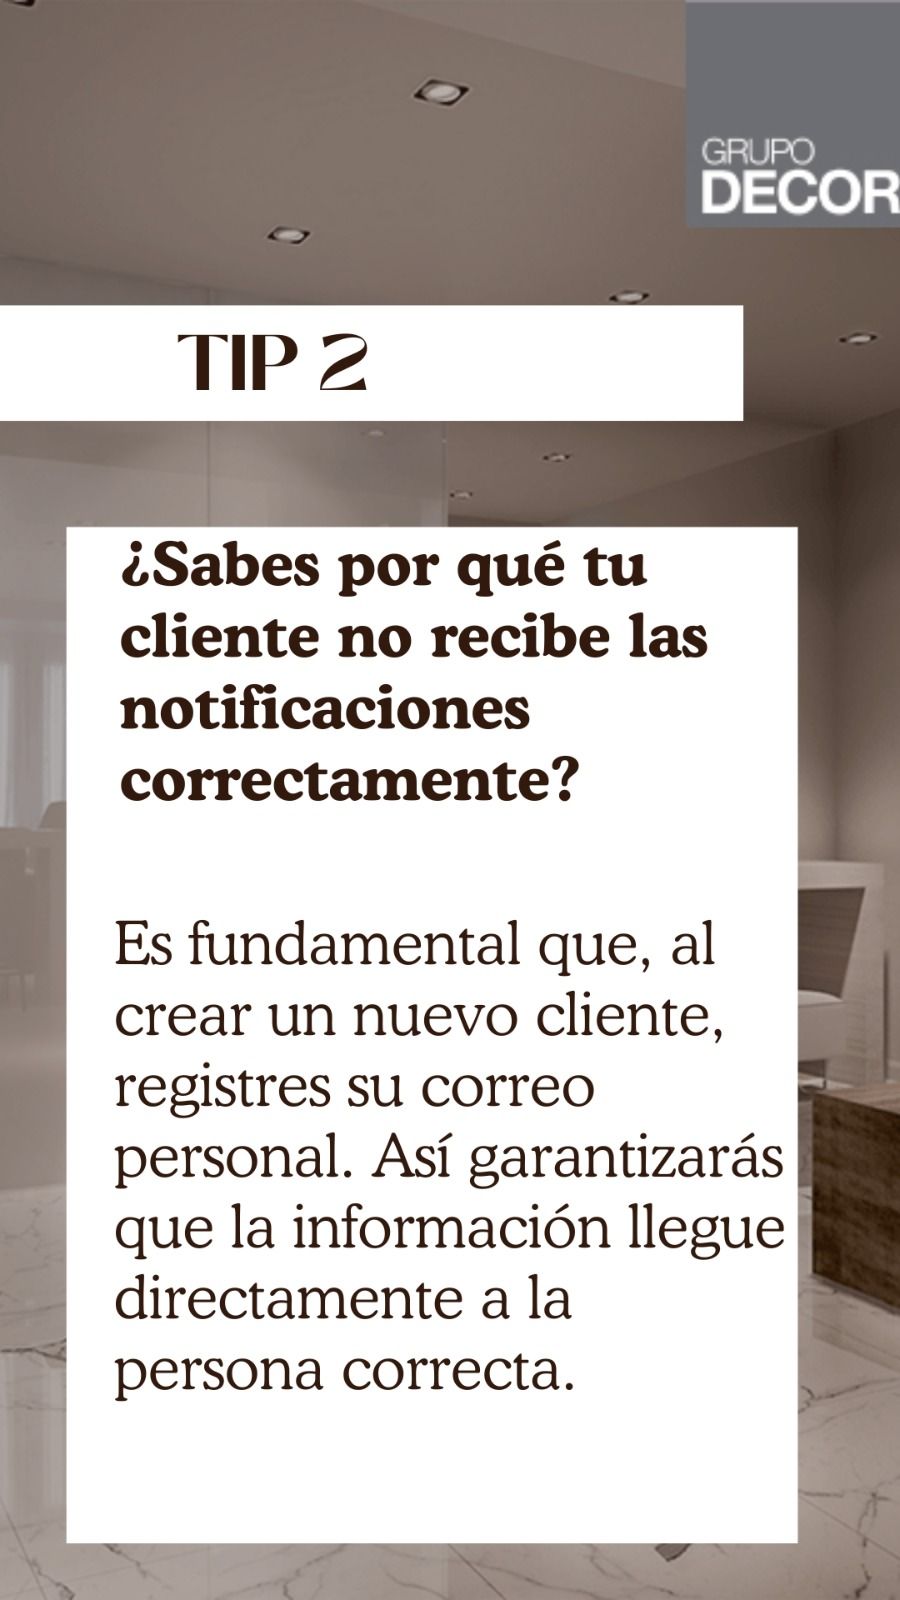 GRUPO
DECOR
TIP 2
¿Sabes por qué tu
cliente no recibe las
notificaciones
correctamente?
Es fundamental que, al
crear un nuevo cliente,
registres su correo
personal. Así garantizarás
que la información llegue
directamente a la
persona correcta.